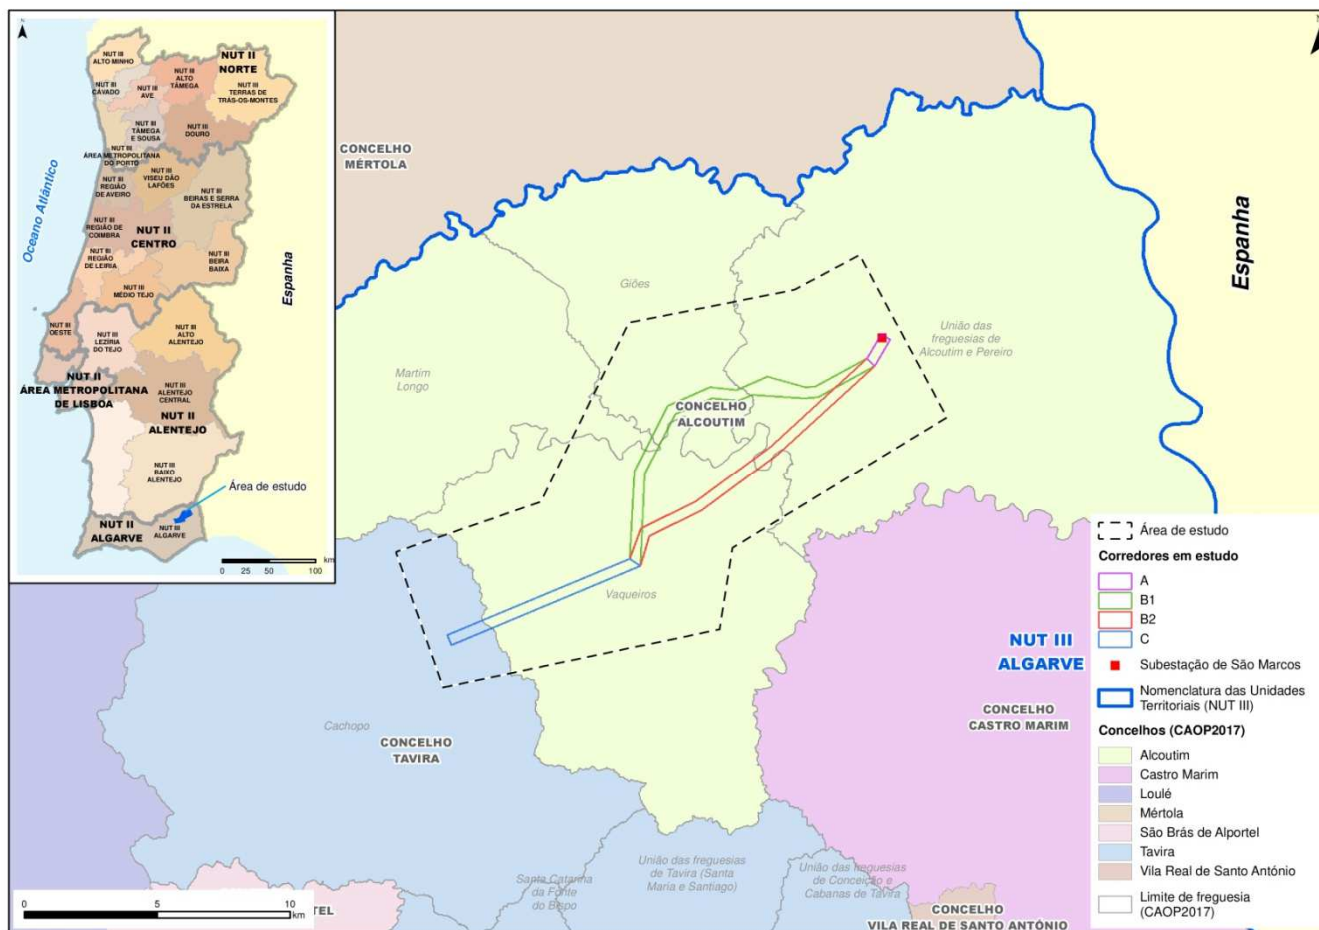 N
NUT III
ALTO MINHO
NUT II
NORTE
NUT III
CÁVADO
NUT III
AVE
NUT III
ALTO
TÂMEGA
NUT III
TERRAS DE
TRÁS-OS-MONTES
NUT III
TÂMEGA
E SOUSA
NUT III
DOURO
NUT III
ÁREA METROPOLITANA
DO PORTO
NUT III
REGIÃO
DE AVEIRO
NUT III
VISEU DÃO
LAFÕES
NUT III
BEIRAS E SERRA
DA ESTRELA
NUT III
REGIÃO DE
COIMBRA
NUT II
CENTRO
NUT III
REGIÃO
DE LEIRIA
NUT III
BEIRA
BAIXA
NUT III
MÉDIO TEJO
NUT III
OESTE
NUT III
LEZÍRIA
DO TEJO
NUT III
ALTO
ALENTEJO
NUT II
ÁREA METROPOLITANA
DE LISBOA
NUT III
ALENTEJO
CENTRAL
NUT II
ALENTEJO
NUT III
BAIXO
ALENTEJO
NUT II
ALGARVE
NUT III
ALGARVE
Oceano Atlântico
Espanha
Área de estudo
km
0 25 50 100
N
CONCELHO
MÉRTOLA
Espanha
Giões
União das
freguesias de
Alcoutim e Pereiro
Martim
Longo
CONCELHO
ALCOUTIM
Vaqueiros
NUT III
ALGARVE
CONCELHO
CASTRO MARIM
Cachopo
CONCELHO
TAVIRA
União das freguesias
de Tavira (Santa
Maria e Santiago)
União das freguesias
de Conceição e
Cabanas de Tavira
Santa Catarina
da Fonte
do Bispo
CONCELHO
VILA REAL DE SANTO ANTÓNIO
TEL
0 5 10
km
Área de estudo
Corredores em estudo
A
B1
B2
C
Subestação de São Marcos
Nomenclatura das Unidades
Territoriais (NUT III)
Concelhos (CAOP2017)
Alcoutim
Castro Marim
Loulé
Mértola
São Brás de Alportel
Tavira
Vila Real de Santo António
Limite de freguesia
(CAOP2017)